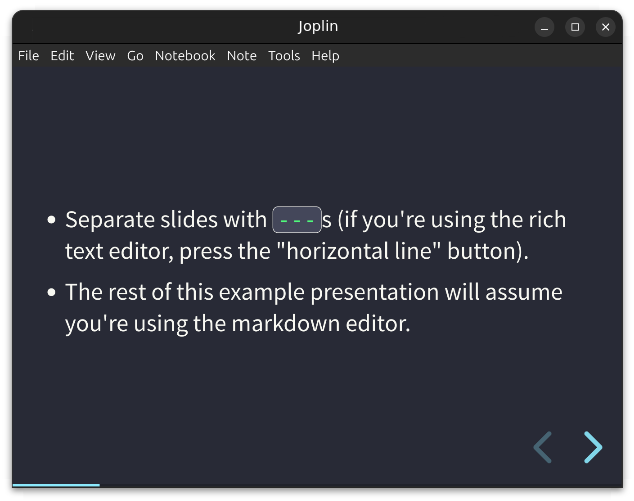 Joplin
File Edit View Go Notebook Note Tools Help
• Separate slides with ---s (if you're using the rich
text editor, press the "horizontal line" button).
• The rest of this example presentation will assume
you're using the markdown editor.